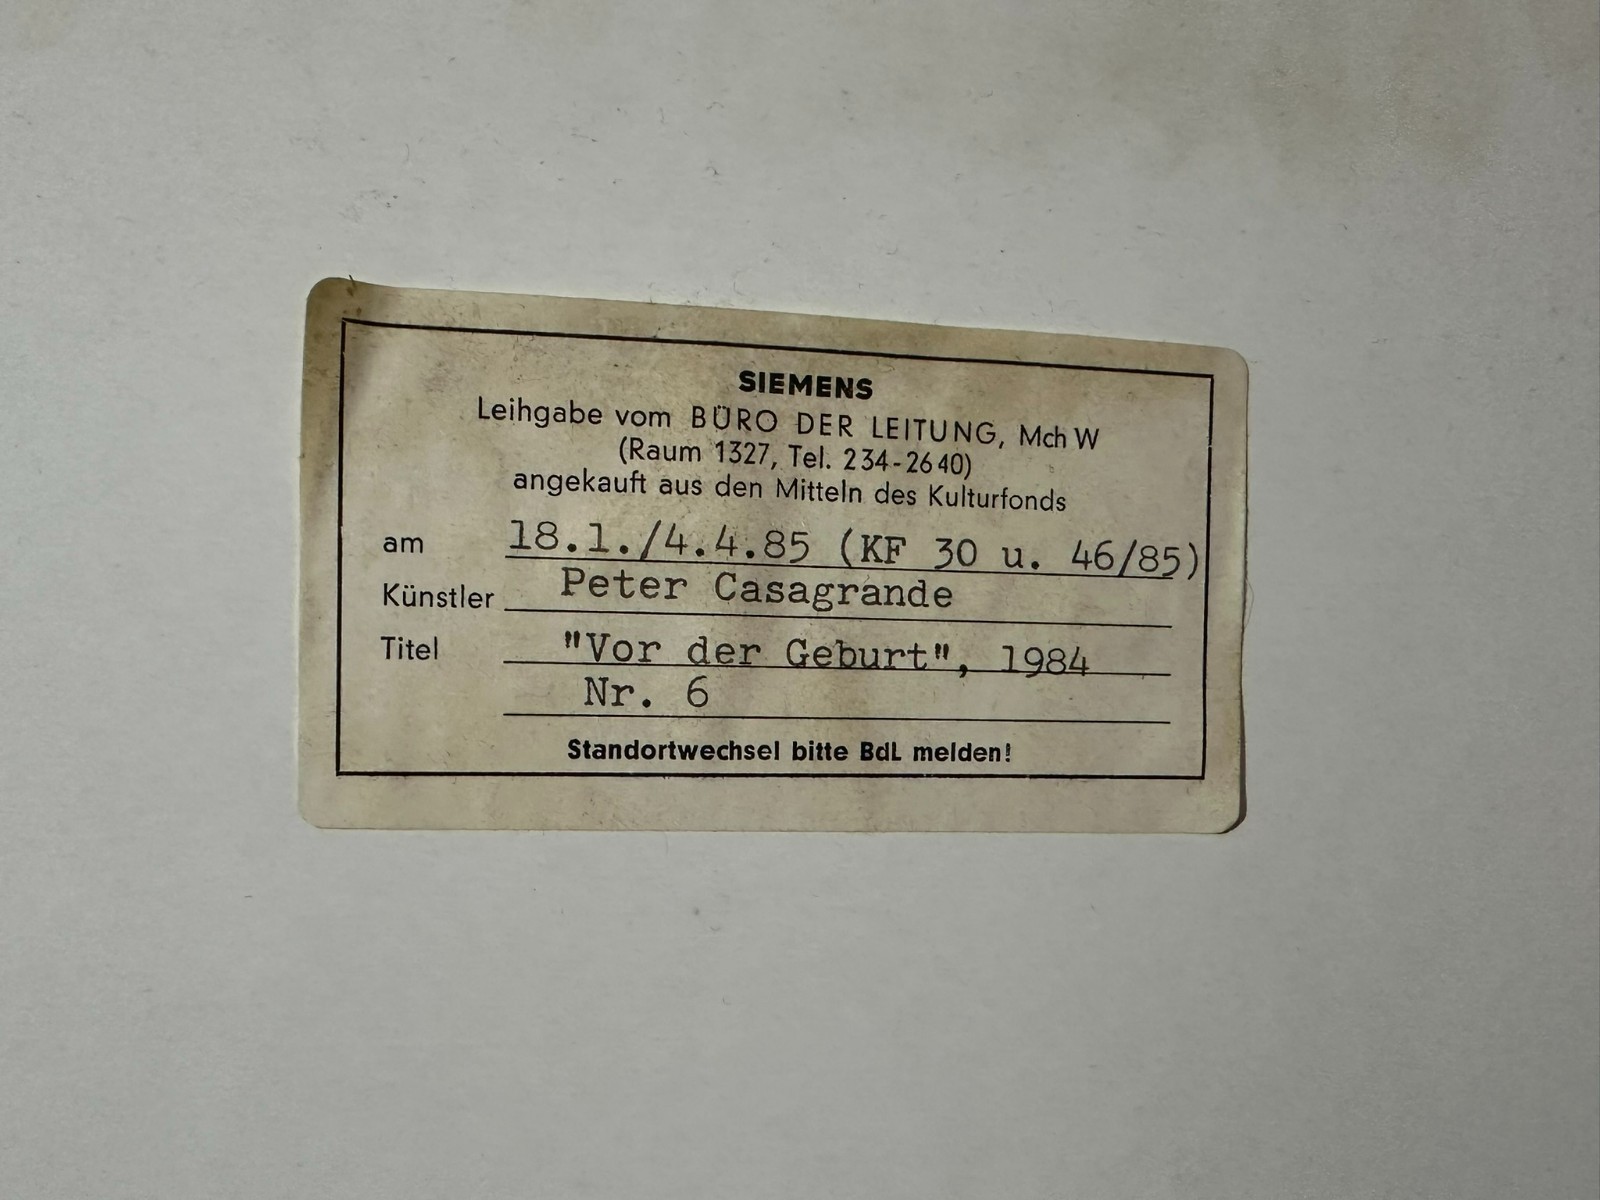 SIEMENS
Leihgabe vom BÜRO DER LEITUNG, Mch W
(Raum 1327, Tel. 234-2640)
angekauft aus den Mitteln des Kulturfonds
am 18.1./4.4.85 (KF 30 u. 46/85)
Künstler Peter Casagrande
Titel "Vor der Geburt", 1984
Nr. 6
Standortwechsel bitte BdL melden!